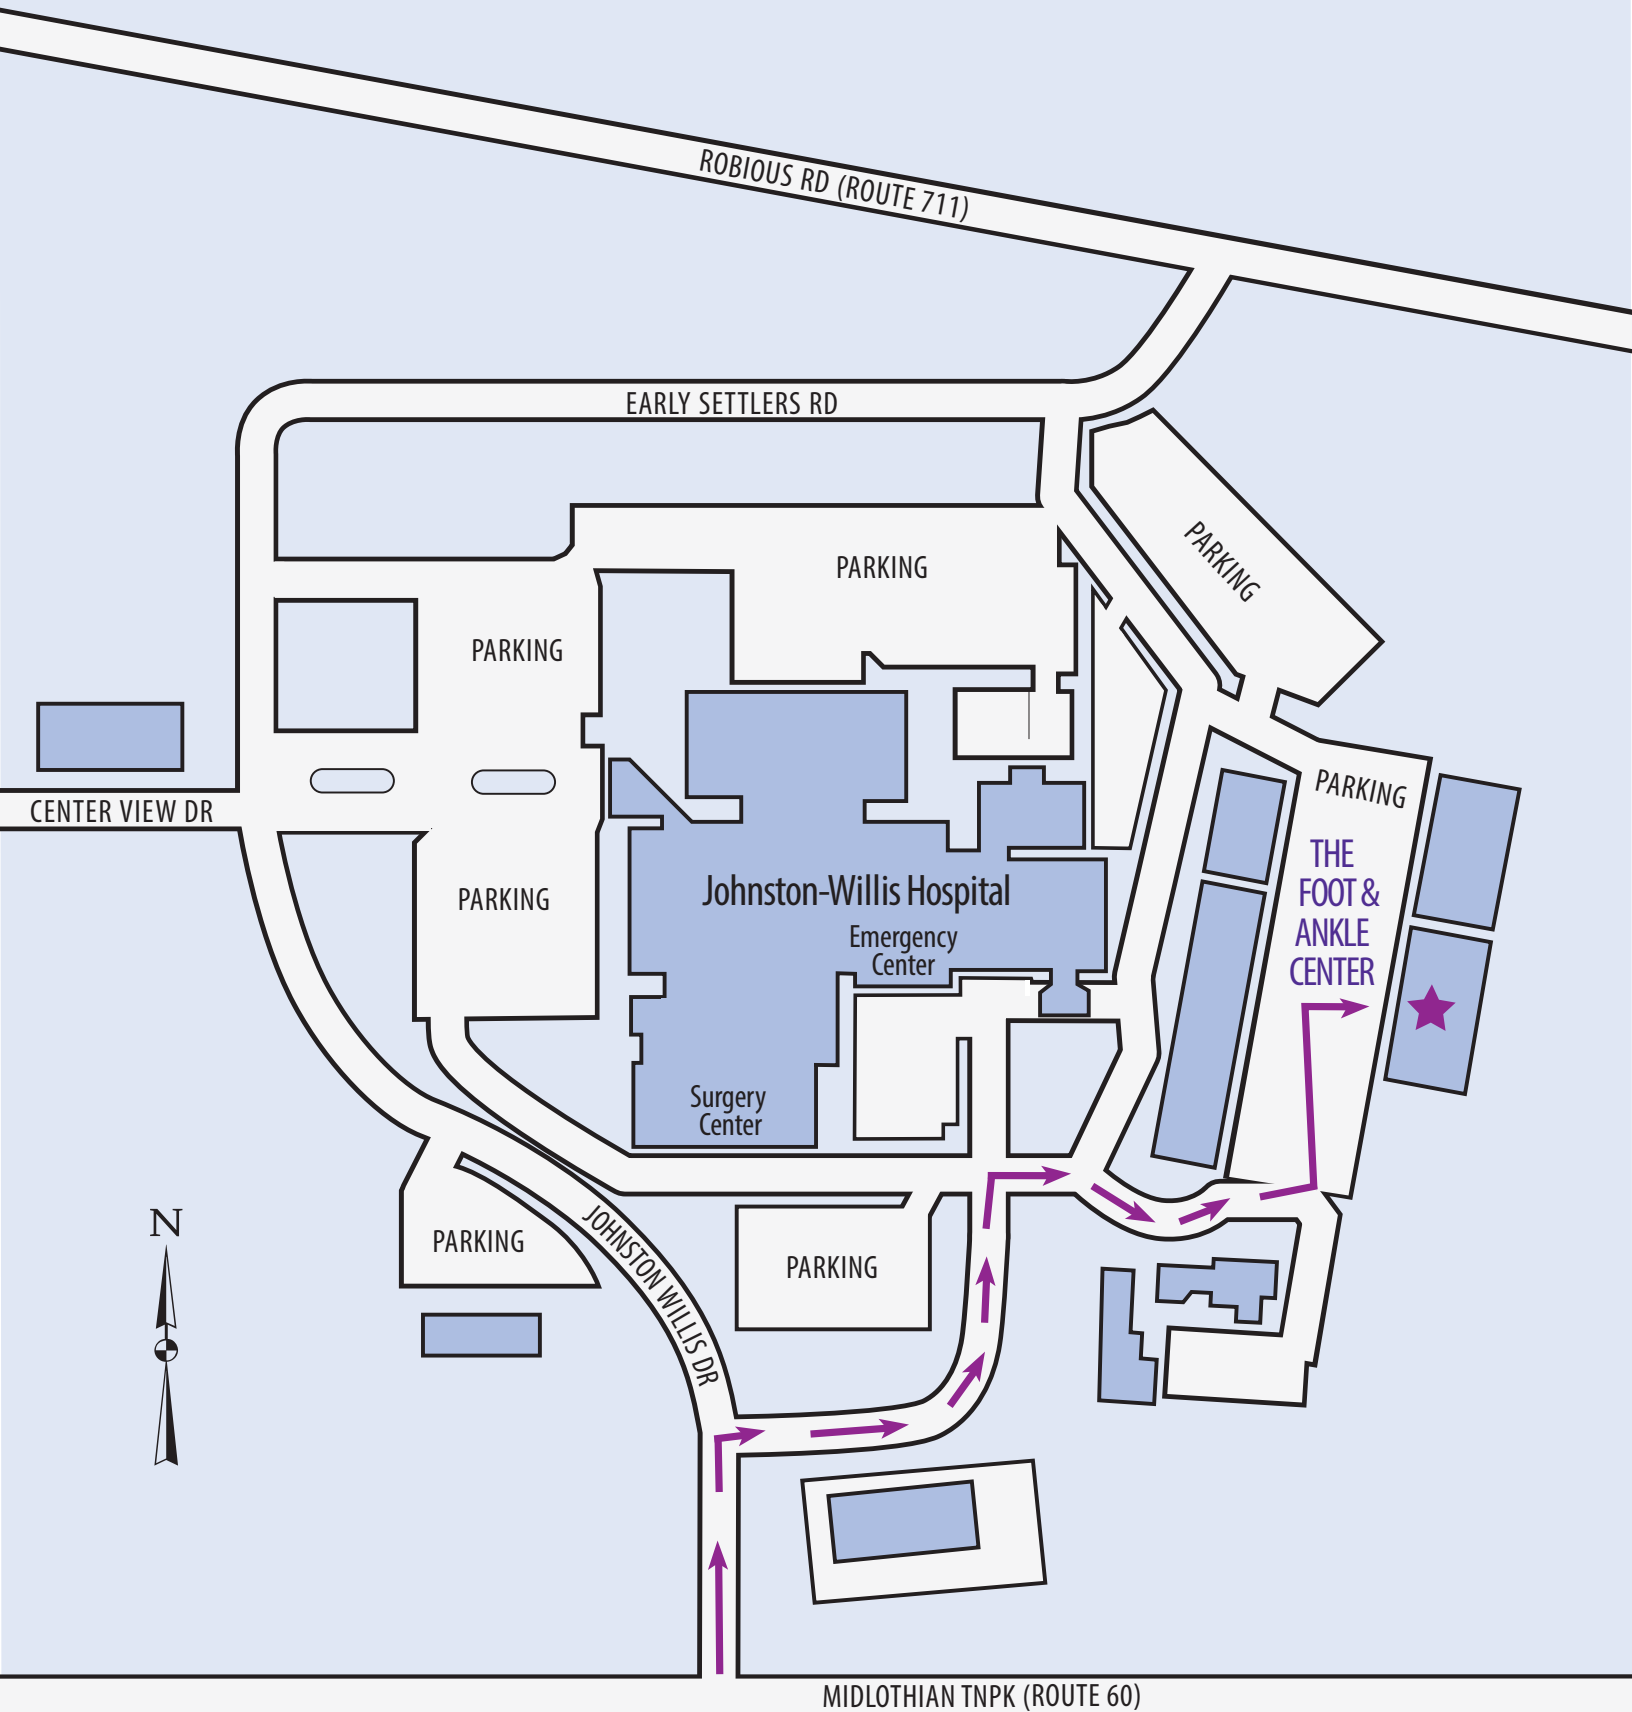 ROBIOUS RD (ROUTE 711)
EARLY SETTLERS RD
PARKING
PARKING
PARKING
PARKING
CENTER VIEW DR
THE
FOOT &
ANKLE
CENTER
PARKING
Johnston-Willis Hospital
Emergency
Center
Surgery
Center
N
PARKING
JOHNSTON WILLIS DR
PARKING
MIDLOTHIAN TNPK (ROUTE 60)